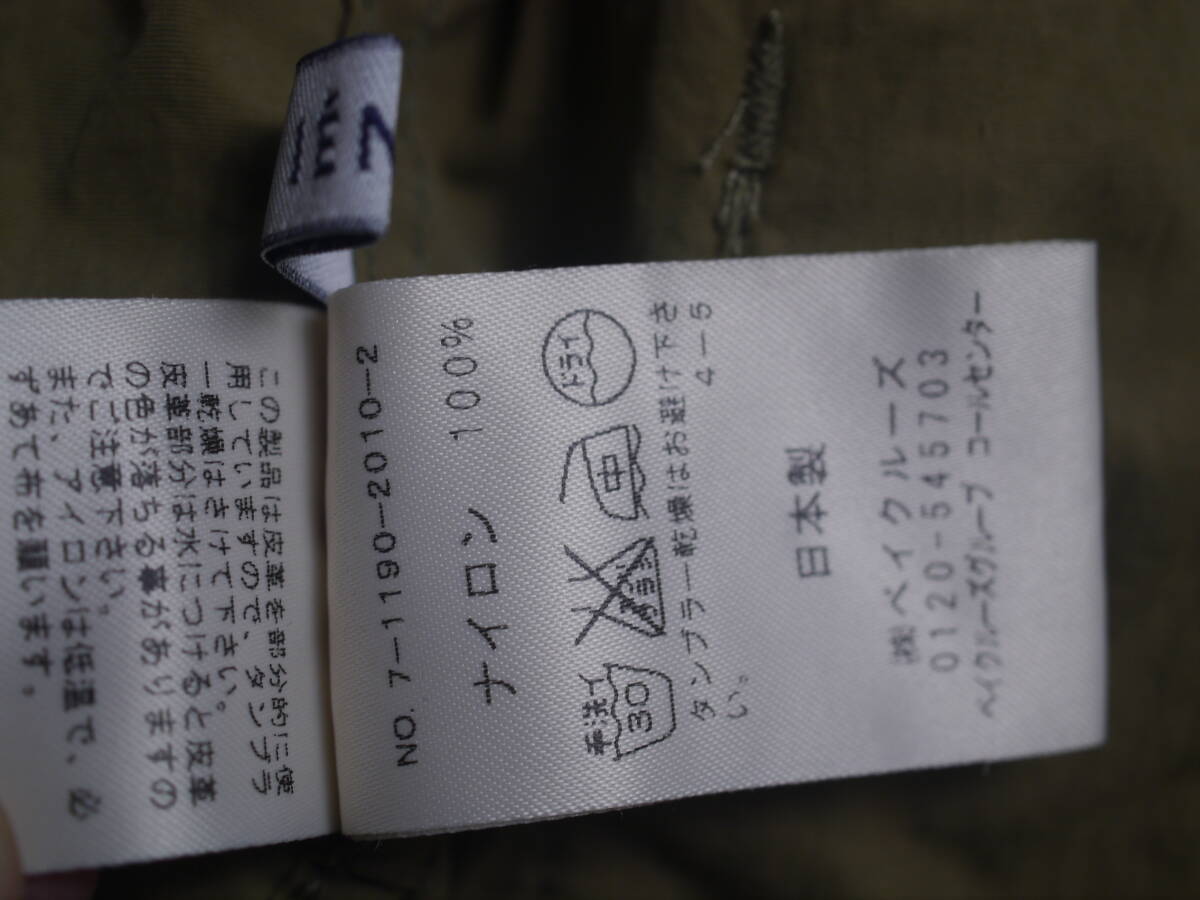 この製品は皮革を部分的に使
用していますので、タンブラ
ー乾燥はさけて下さい。
皮革部分は水につけると皮革
の色が落ちる事がありますの
でご注意下さい。
また、アイロンは低温で、必
ずあて布を願います。
NO. 7-1190-2010-2
ナイロン 100%
手洗イ 30
中
ドライ
タンブラー乾燥はお避け下さ
い。 4-5
日本製
㈱ベイクルーズ
0120-545703
ベイクルーズグループ コールセンター